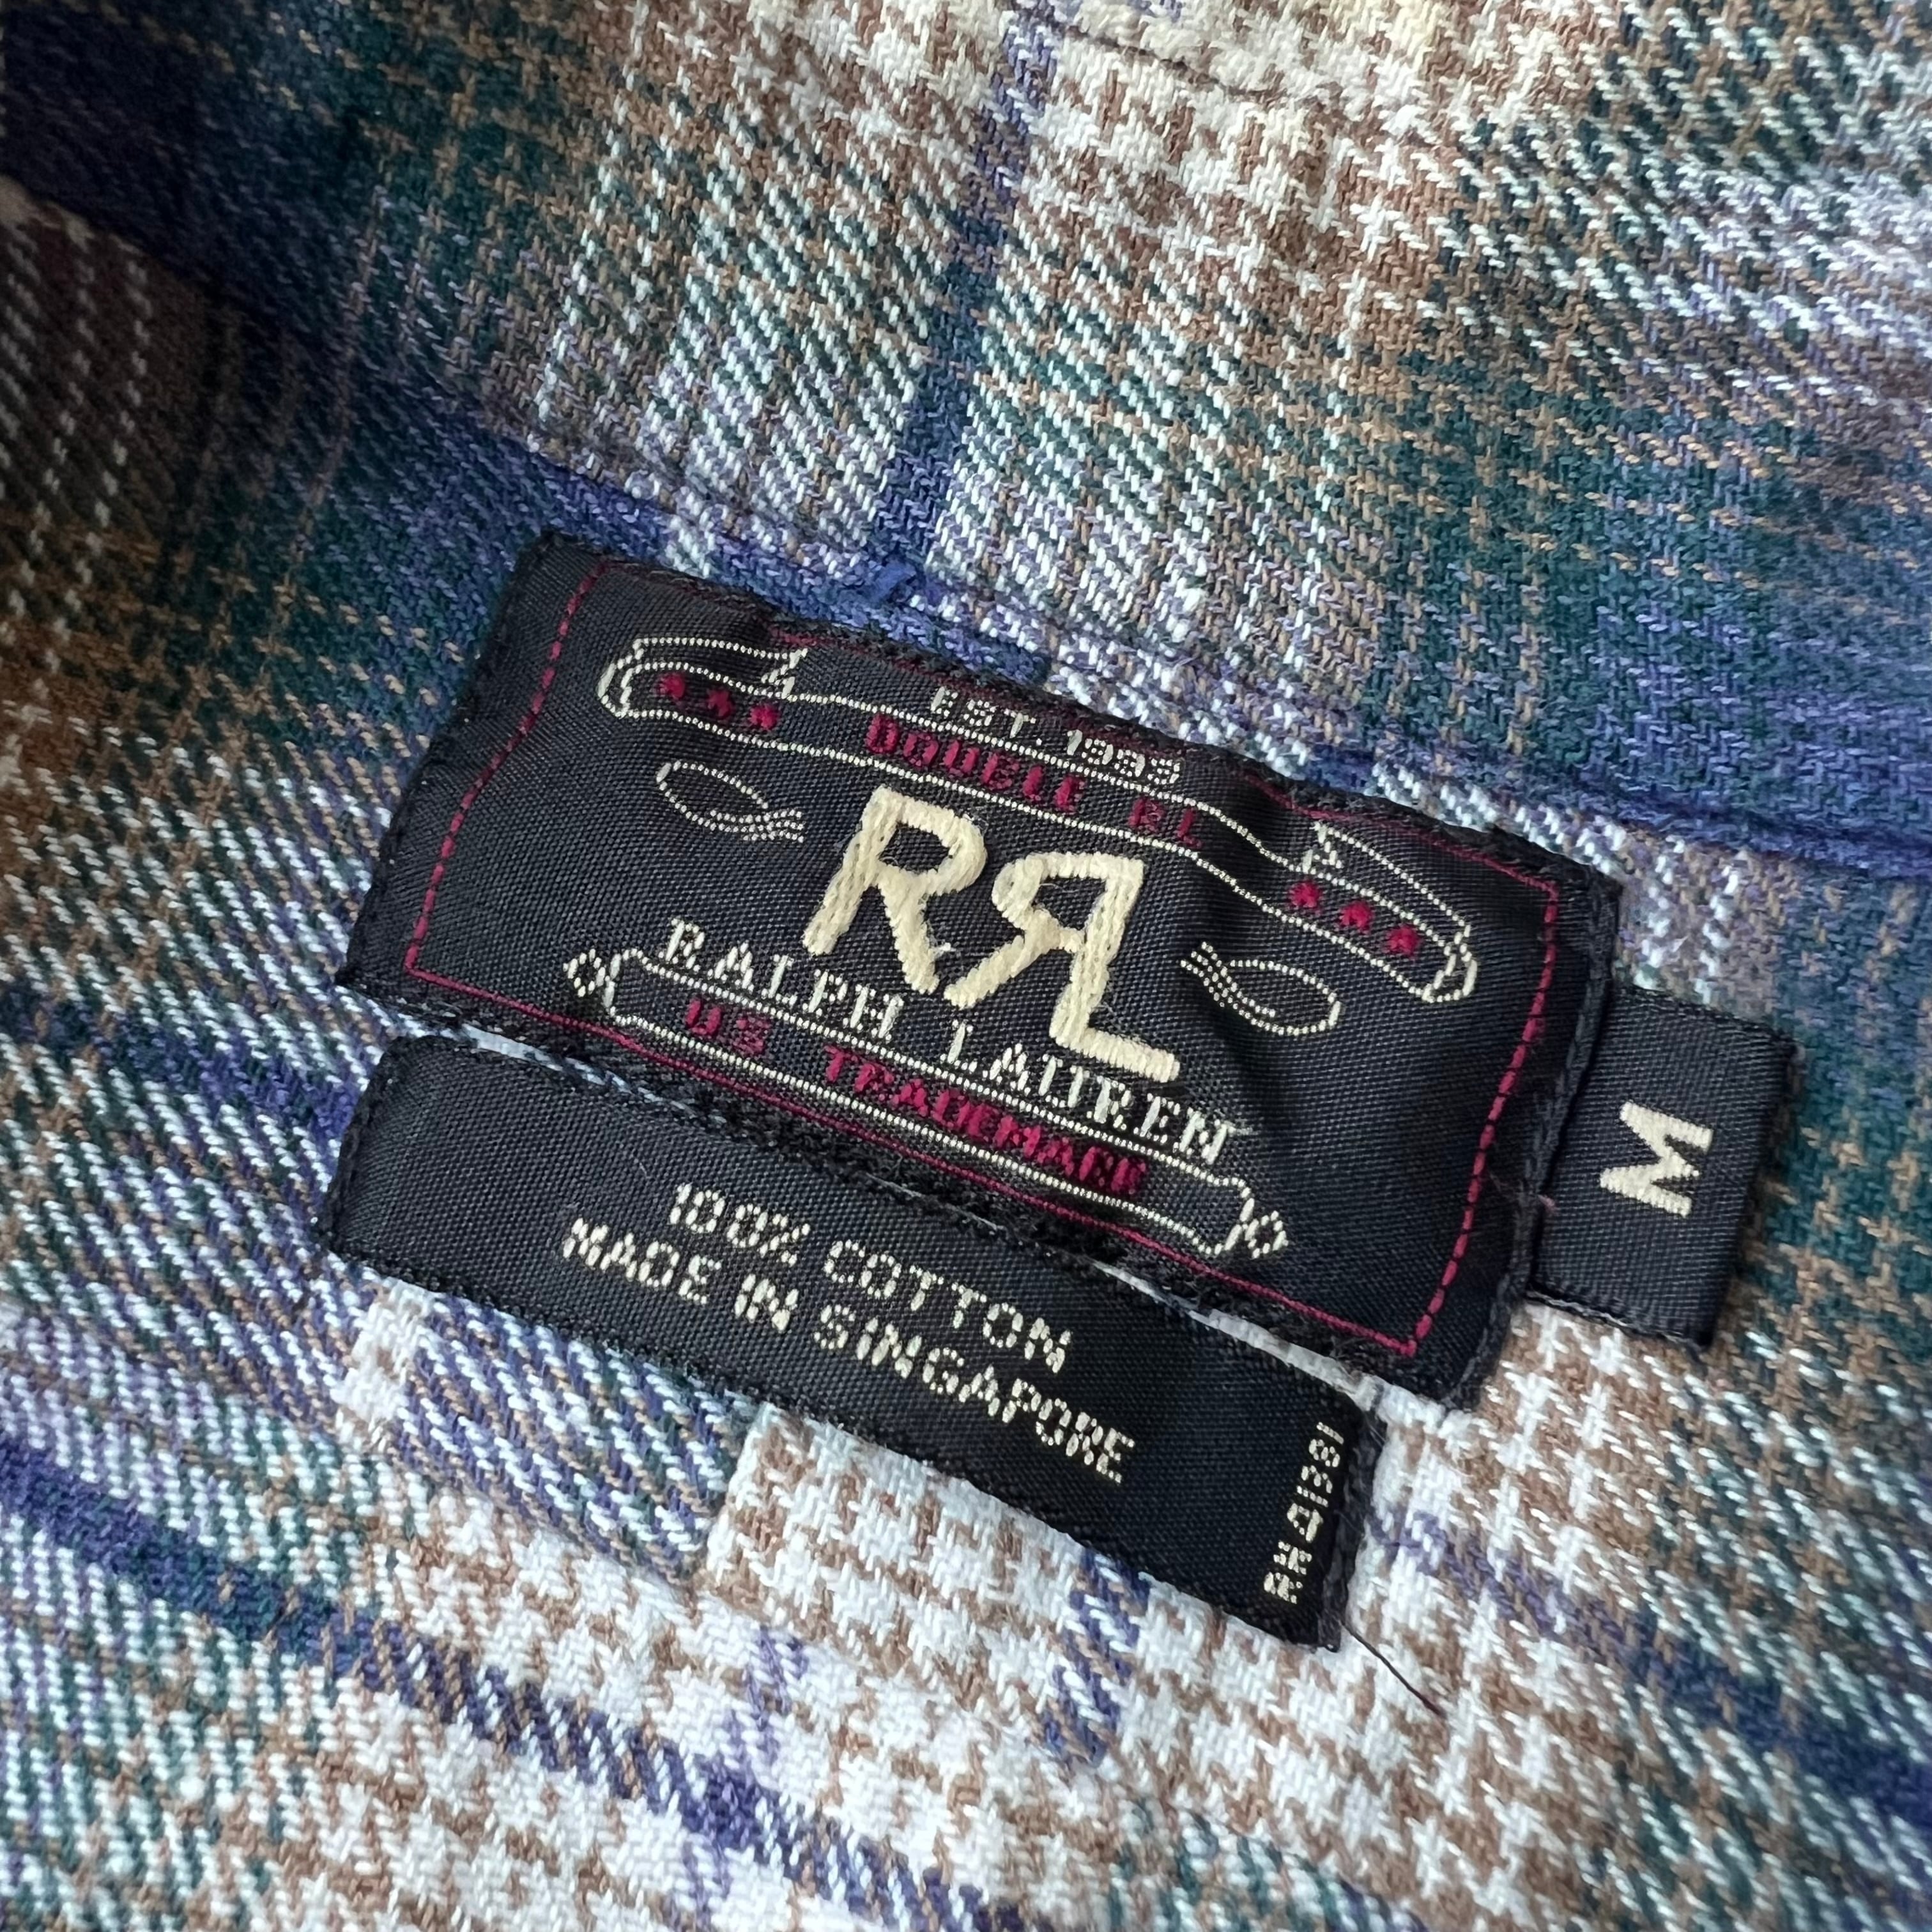 EST. 1993
DOUBLE RL
RRL
RALPH LAUREN
US TRADEMARK
M
100% COTTON
MADE IN SINGAPORE
RN 41381